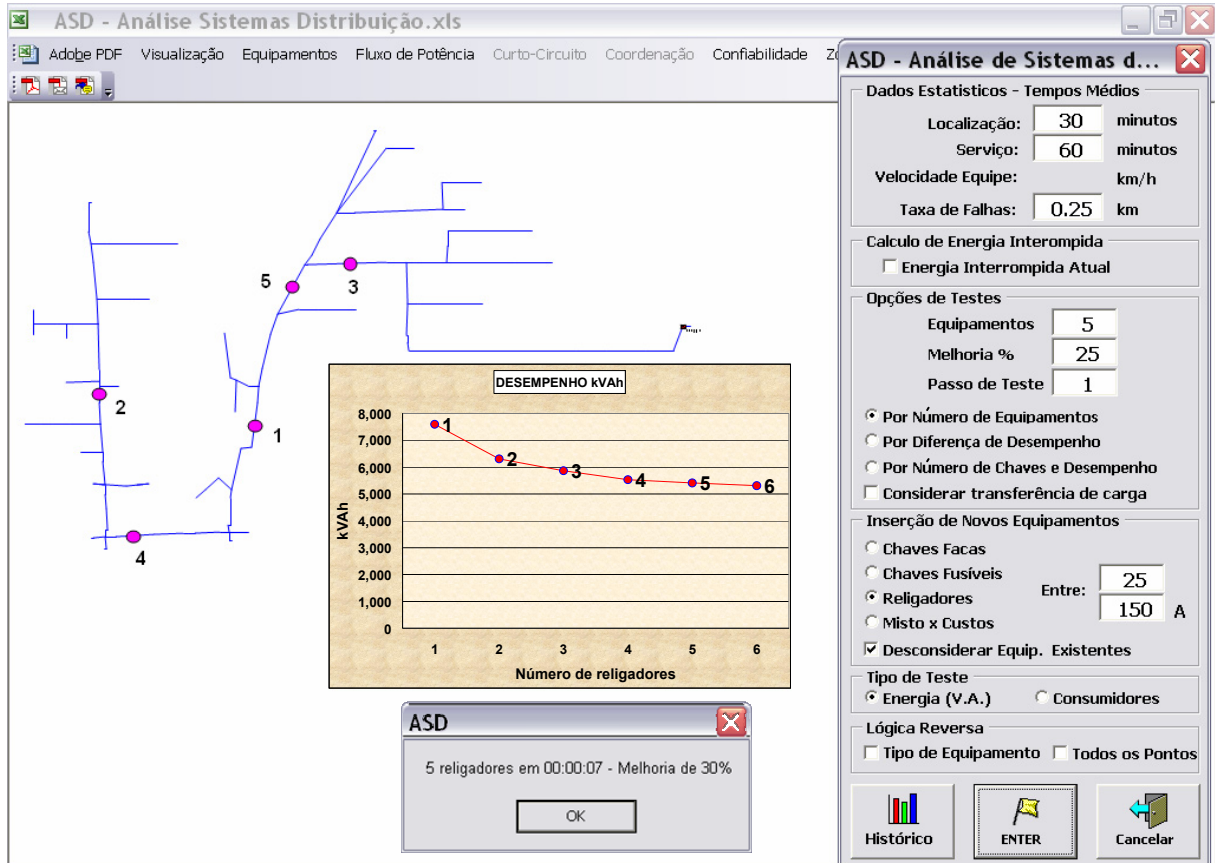 ASD - Análise Sistemas Distribuição.xls
Adobe PDF Visualização Equipamentos Fluxo de Potência Curto-Circuito Coordenação Confiabilidade
5
3
2
1
4
DESEMPENHO kVAh
8,000
7,000
6,000
5,000
4,000
3,000
2,000
1,000
0
kVAh
1
2
3
4
5
6
1 2 3 4 5 6
Número de religadores
ASD
5 religadores em 00:00:07 - Melhoria de 30%
OK
ASD - Análise de Sistemas d...
Dados Estatisticos - Tempos Médios
Localização: 30 minutos
Serviço: 60 minutos
Velocidade Equipe: km/h
Taxa de Falhas: 0.25 km
Calculo de Energia Interompida
Energia Interrompida Atual
Opções de Testes
Equipamentos 5
Melhoria % 25
Passo de Teste 1
Por Número de Equipamentos
Por Diferença de Desempenho
Por Número de Chaves e Desempenho
Considerar transferência de carga
Inserção de Novos Equipamentos
Chaves Facas
Chaves Fusíveis
Religadores
Misto x Custos
Entre: 25
150 A
Desconsiderar Equip. Existentes
Tipo de Teste
Energia (V.A.) Consumidores
Lógica Reversa
Tipo de Equipamento Todos os Pontos
Histórico ENTER Cancelar